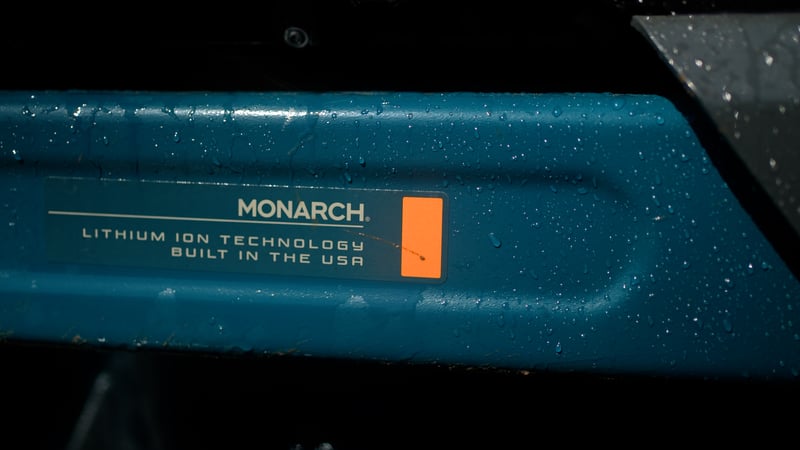 MONARCH®
LITHIUM ION TECHNOLOGY
BUILT IN THE USA